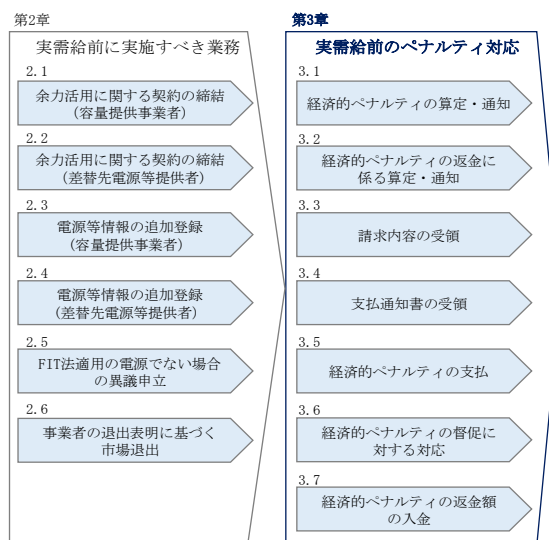 第2章
実需給前に実施すべき業務
2.1
余力活用に関する契約の締結
(容量提供事業者)
2.2
余力活用に関する契約の締結
(差替先電源等提供者)
2.3
電源等情報の追加登録
(容量提供事業者)
2.4
電源等情報の追加登録
(差替先電源等提供者)
2.5
FIT法適用の電源でない場合
の異議申立
2.6
事業者の退出表明に基づく
市場退出
第3章
実需給前のペナルティ対応
3.1
経済的ペナルティの算定・通知
3.2
経済的ペナルティの返金に
係る算定・通知
3.3
請求内容の受領
3.4
支払通知書の受領
3.5
経済的ペナルティの支払
3.6
経済的ペナルティの督促に
対する対応
3.7
経済的ペナルティの返金額
の入金